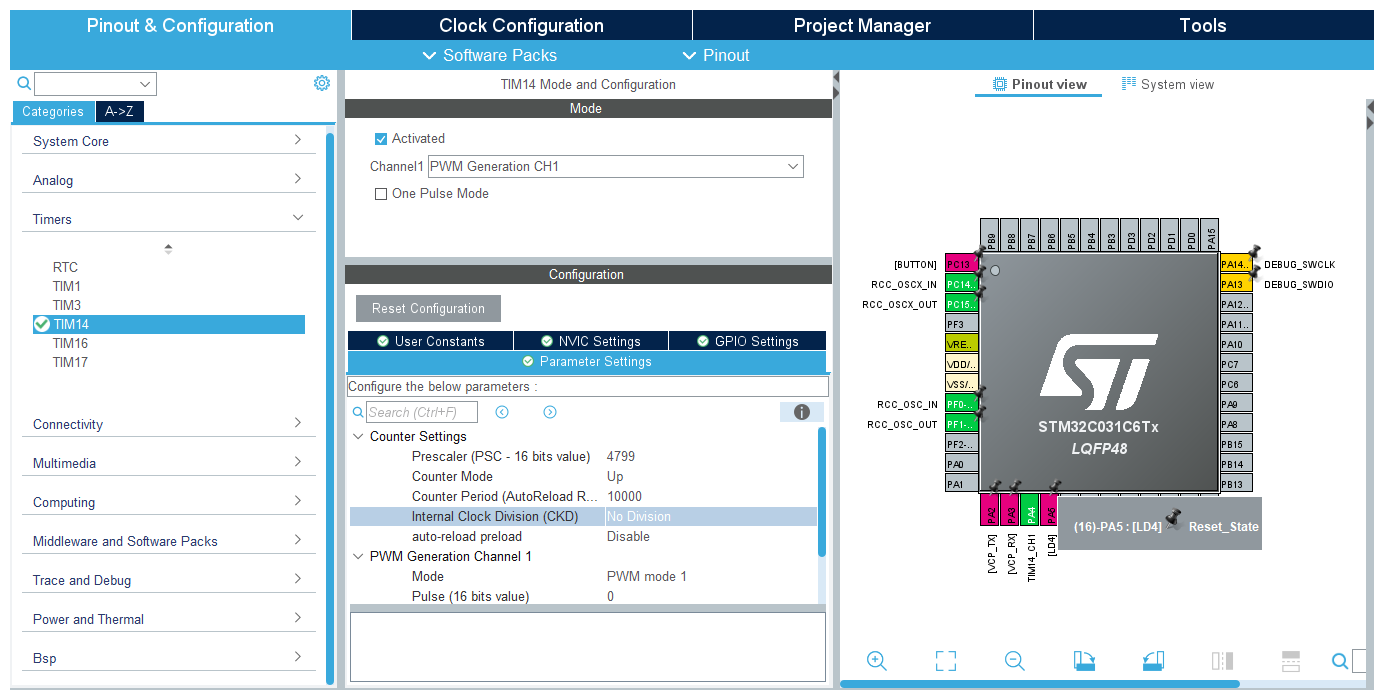 Pinout & Configuration
Clock Configuration
Project Manager
Tools
Software Packs
Pinout
Categories
A->Z
System Core
Analog
Timers
RTC
TIM1
TIM3
TIM14
TIM16
TIM17
Connectivity
Multimedia
Computing
Middleware and Software Packs
Trace and Debug
Power and Thermal
Bsp
TIM14 Mode and Configuration
Mode
Activated
Channel1 PWM Generation CH1
One Pulse Mode
Configuration
Reset Configuration
User Constants
NVIC Settings
GPIO Settings
Parameter Settings
Configure the below parameters :
Search (Ctrl+F)
Counter Settings
Prescaler (PSC - 16 bits value) 4799
Counter Mode Up
Counter Period (AutoReload R... 10000
Internal Clock Division (CKD) No Division
auto-reload preload Disable
PWM Generation Channel 1
Mode PWM mode 1
Pulse (16 bits value) 0
Pinout view
System view
PB9
PB8
PB7
PB6
PB5
PB4
PB3
PD3
PD2
PD1
PD0
PA15
[BUTTON] PC13
RCC_OSCX_IN PC14..
RCC_OSCX_OUT PC15..
PF3
VRE..
VDD/..
VSS/..
RCC_OSC_IN PF0-..
RCC_OSC_OUT PF1-..
PF2-..
PA0
PA1
PA14.. DEBUG_SWCLK
PA13 DEBUG_SWDIO
PA12..
PA11..
PA10
PC7
PC6
PA9
PA8
PB15
PB14
PB13
ST
STM32C031C6Tx
LQFP48
PA2
PA3
PA4
PA5
[VCP_TX]
[VCP_RX]
TIM14_CH1
[LD4]
(16)-PA5 : [LD4] Reset_State